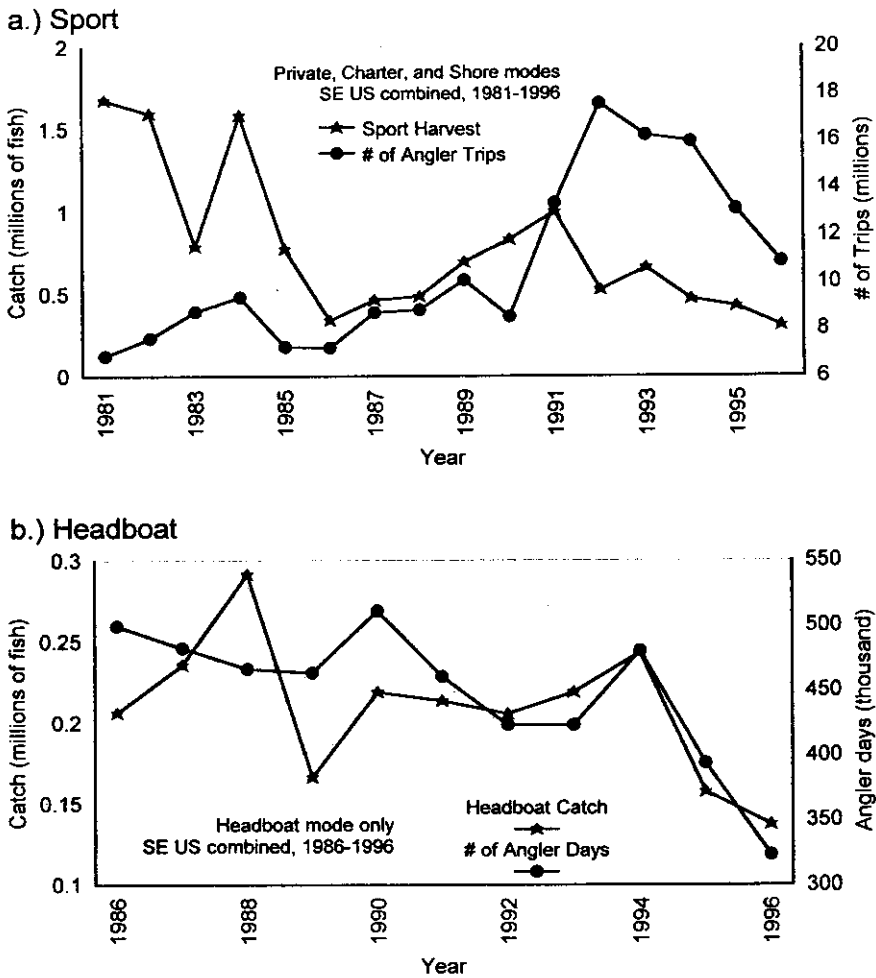 a.) Sport
2
1.5
1
0.5
0
Catch (millions of fish)
Private, Charter, and Shore modes
SE US combined, 1981-1996
Sport Harvest
# of Angler Trips
20
18
16
14
12
10
8
6
# of Trips (millions)
1981
1983
1985
1987
1989
1991
1993
1995
Year
b.) Headboat
0.3
0.25
0.2
0.15
0.1
Catch (millions of fish)
Headboat mode only
SE US combined, 1986-1996
Headboat Catch
# of Angler Days
550
500
450
400
350
300
Angler days (thousand)
1986
1988
1990
1992
1994
1996
Year